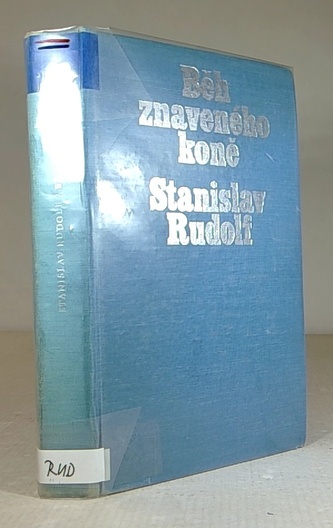 Běh
znaveného
koně
Stanislav
Rudolf
STANISLAV RUDOLF
RUD